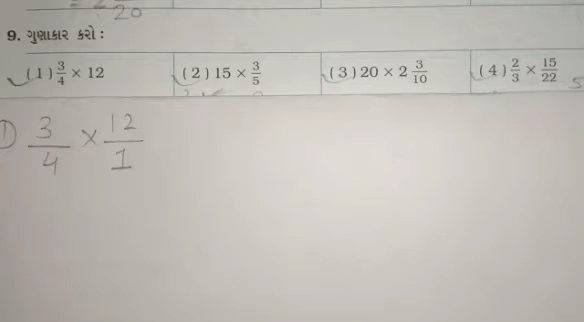 20
9. ગુણાકાર કરો :
(1) 3/4 × 12 (2) 15 × 3/5 (3) 20 × 2 3/10 (4) 2/3 × 15/22
① 3/4 × 12/1